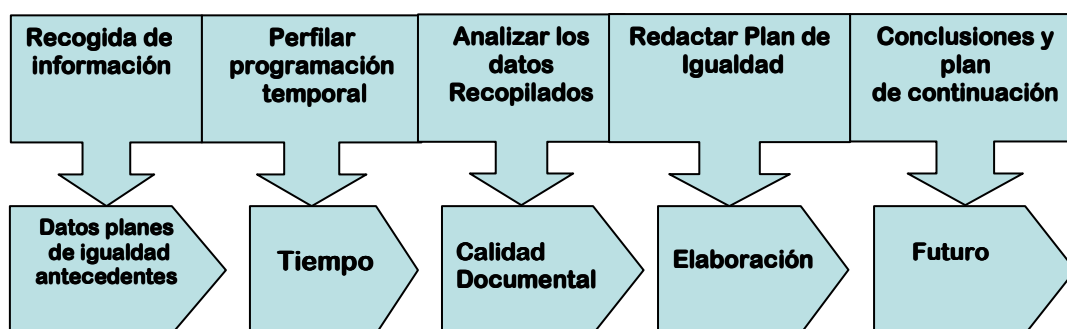 Recogida de
información
Perfilar
programación
temporal
Analizar los
datos
Recopilados
Redactar Plan de
Igualdad
Conclusiones y
plan
de continuación
Datos planes
de igualdad
antecedentes
Tiempo
Calidad
Documental
Elaboración
Futuro